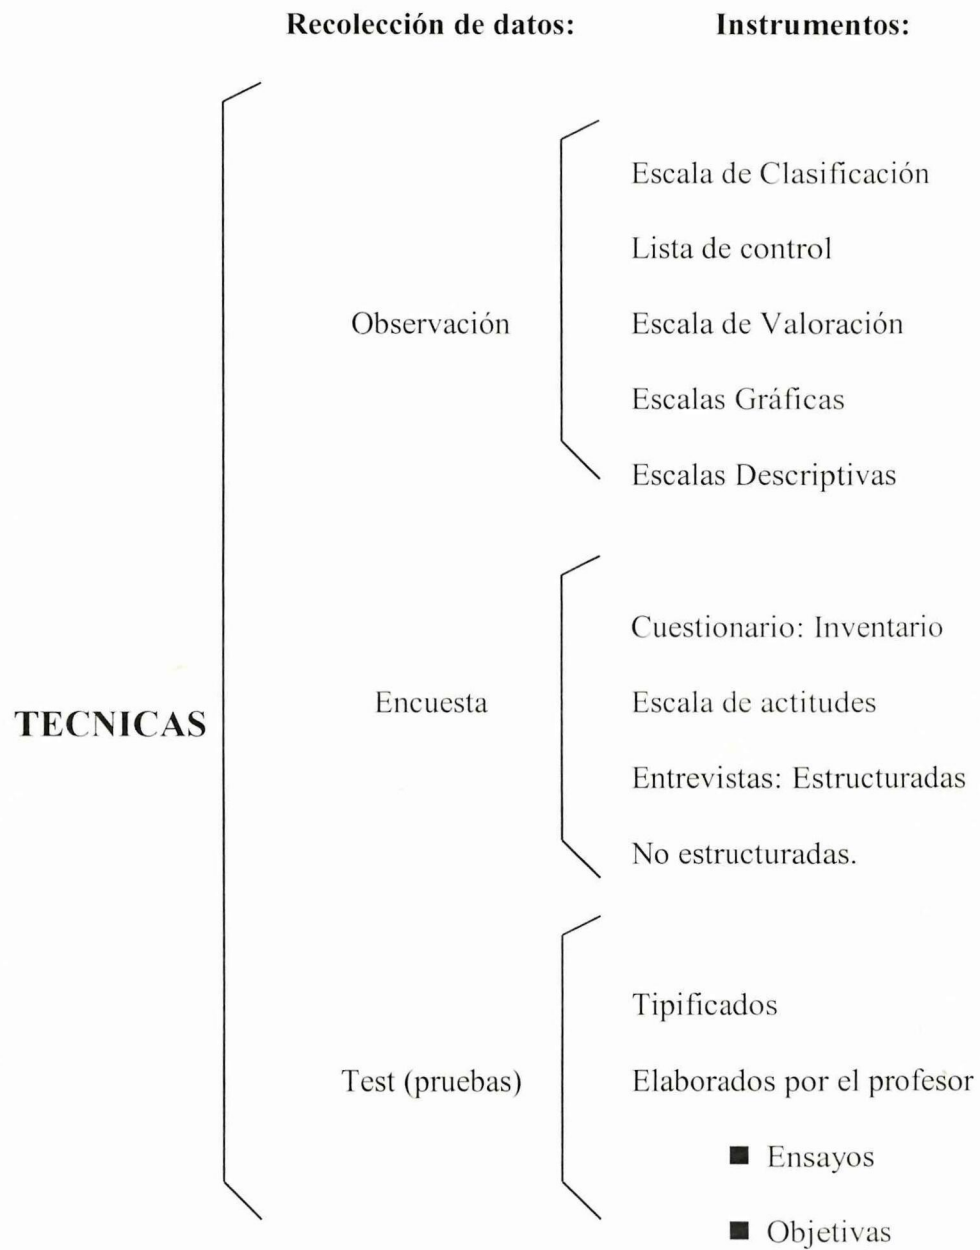 Recolección de datos: Instrumentos:
Escala de Clasificación
Lista de control
Observación Escala de Valoración
Escalas Gráficas
Escalas Descriptivas
Cuestionario: Inventario
Encuesta Escala de actitudes
TECNICAS
Entrevistas: Estructuradas
No estructuradas.
Tipificados
Test (pruebas) Elaborados por el profesor
■ Ensayos
■ Objetivas